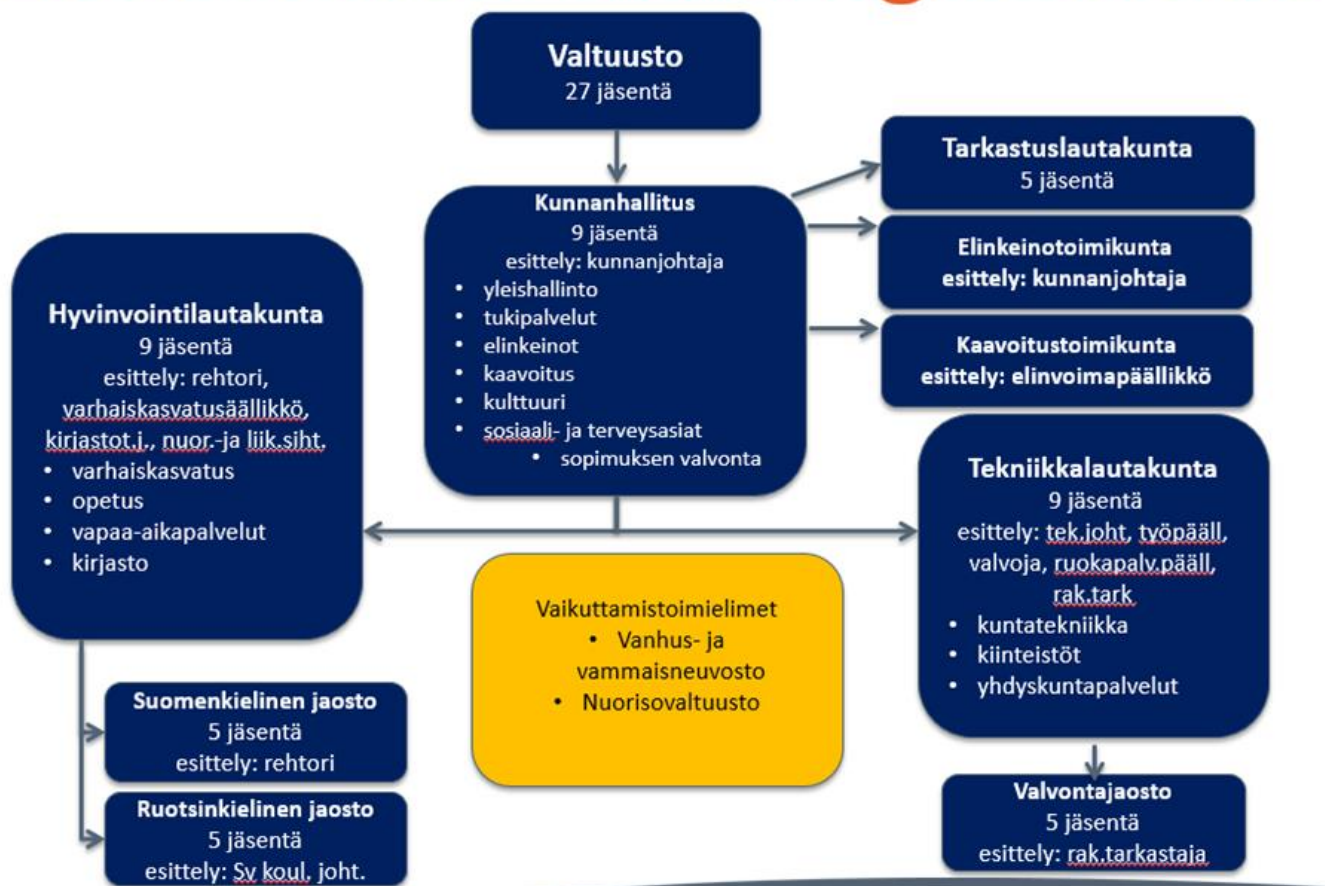 Valtuusto
27 jäsentä
Tarkastuslautakunta
5 jäsentä
Kunnanhallitus
9 jäsentä
esittely: kunnanjohtaja
• yleishallinto
• tukipalvelut
• elinkeinot
• kaavoitus
• kulttuuri
• sosiaali- ja terveysasiat
• sopimuksen valvonta
Elinkeinotoimikunta
esittely: kunnanjohtaja
Kaavoitustoimikunta
esittely: elinvoimapäällikkö
Hyvinvointilautakunta
9 jäsentä
esittely: rehtori,
varhaiskasvatusäällikkö,
kirjastot.j., nuor.-ja liik.siht.
• varhaiskasvatus
• opetus
• vapaa-aikapalvelut
• kirjasto
Tekniikkalautakunta
9 jäsentä
esittely: tek.joht, työpääll,
valvoja, ruokapalv.pääll,
rak.tark
• kuntatekniikka
• kiinteistöt
• yhdyskuntapalvelut
Vaikuttamistoimielimet
• Vanhus- ja
vammaisneuvosto
• Nuorisovaltuusto
Suomenkielinen jaosto
5 jäsentä
esittely: rehtori
Ruotsinkielinen jaosto
5 jäsentä
esittely: Sv koul. joht.
Valvontajaosto
5 jäsentä
esittely: rak.tarkastaja